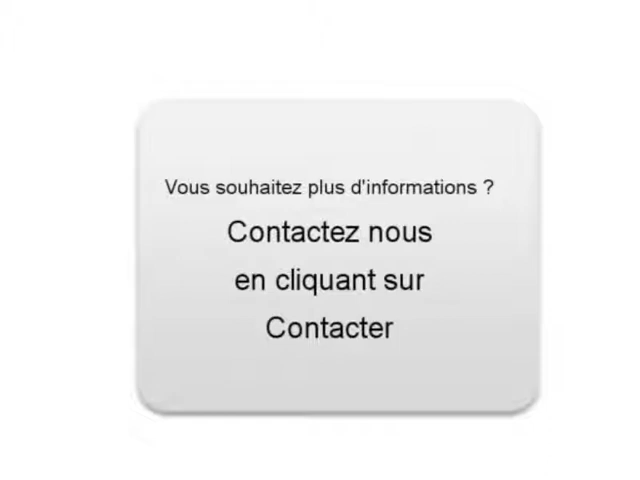 Vous souhaitez plus d'informations ?
Contactez nous
en cliquant sur
Contacter